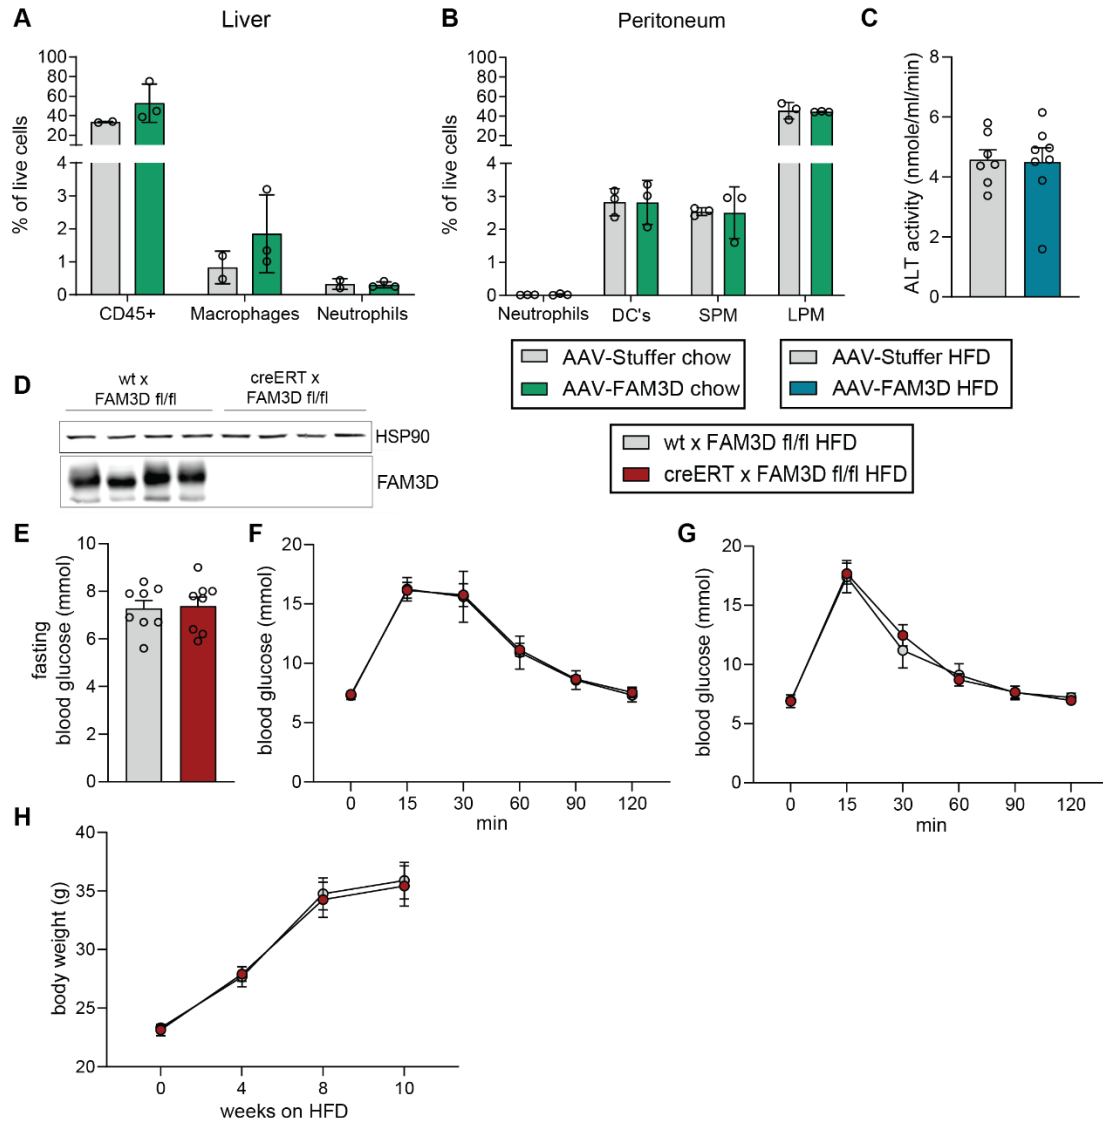 A
Liver
% of live cells
100
80
60
40
20
4
3
2
1
0
CD45+
Macrophages
Neutrophils
B
Peritoneum
% of live cells
100
80
60
40
20
4
3
2
1
0
Neutrophils
DC's
SPM
LPM
C
ALT activity (nmole/ml/min)
8
6
4
2
0
AAV-Stuffer chow
AAV-FAM3D chow
AAV-Stuffer HFD
AAV-FAM3D HFD
wt x FAM3D fl/fl HFD
creERT x FAM3D fl/fl HFD
D
wt x
FAM3D fl/fl
creERT x
FAM3D fl/fl
HSP90
FAM3D
E
fasting
blood glucose (mmol)
10
8
6
4
2
0
F
blood glucose (mmol)
20
15
10
5
0
0
15
30
60
90
120
min
G
blood glucose (mmol)
20
15
10
5
0
0
15
30
60
90
120
min
H
body weight (g)
40
35
30
25
20
0
4
8
10
weeks on HFD